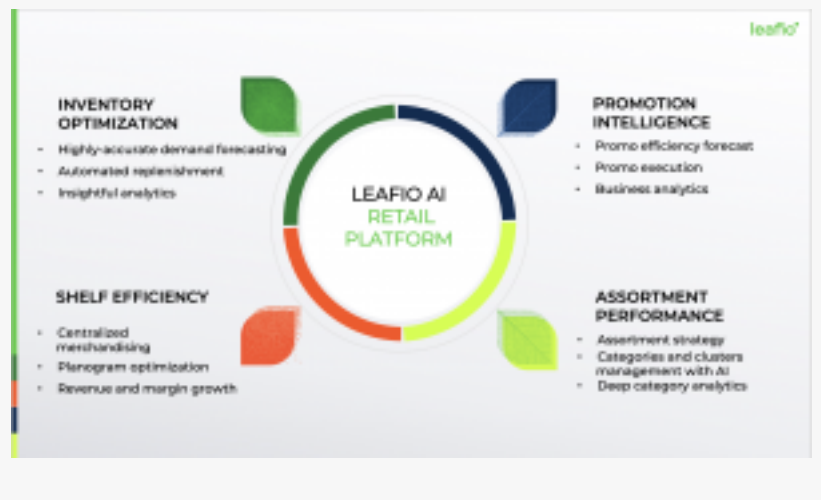 leafio
INVENTORY
OPTIMIZATION
• Highly-accurate demand forecasting
• Automated replenishment
• Insightful analytics
PROMOTION
INTELLIGENCE
• Promo efficiency forecast
• Promo execution
• Business analytics
LEAFIO AI
RETAIL
PLATFORM
SHELF EFFICIENCY
• Centralized
merchandising
• Planogram optimization
• Revenue and margin growth
ASSORTMENT
PERFORMANCE
• Assortment strategy
• Categories and clusters
management with AI
• Deep category analytics